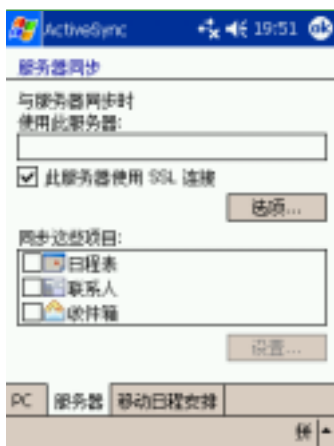 ActiveSync 19:51 ok
服务器同步
与服务器同步时
使用此服务器:
此服务器使用 SSL 连接
选项...
同步这些项目:
日程表
联系人
收件箱
设置...
PC 服务器 移动日程安排
拼